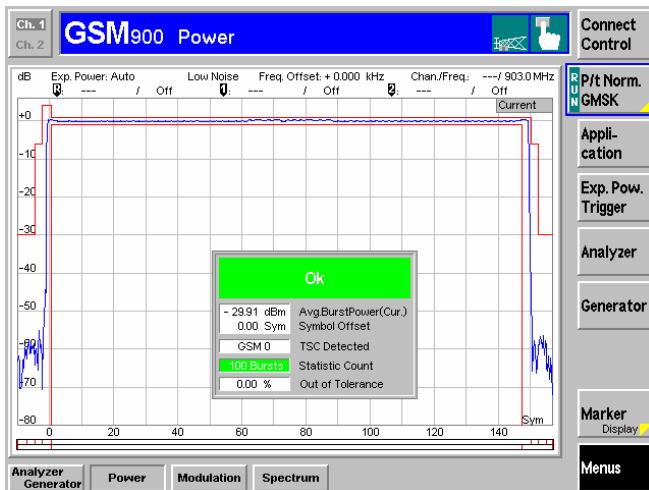 Ch. 1
Ch. 2
GSM900 Power
Connect
Control
dB Exp. Power: Auto Low Noise Freq. Offset: + 0.000 kHz Chan./Freq.: ---/ 903.0 MHz
--- / Off --- / Off --- / Off
Current
RUN
P/t Norm.
GMSK
Appli-
cation
Exp. Pow.
Trigger
Analyzer
Generator
Marker
Display
Menus
+0
-10
-20
-30
-40
-50
-60
-70
-80
Ok
- 29.91 dBm Avg.BurstPower(Cur.)
0.00 Sym Symbol Offset
GSM 0 TSC Detected
100 Bursts Statistic Count
0.00 % Out of Tolerance
0 20 40 60 80 100 120 140 Sym
Analyzer
Generator
Power
Modulation
Spectrum